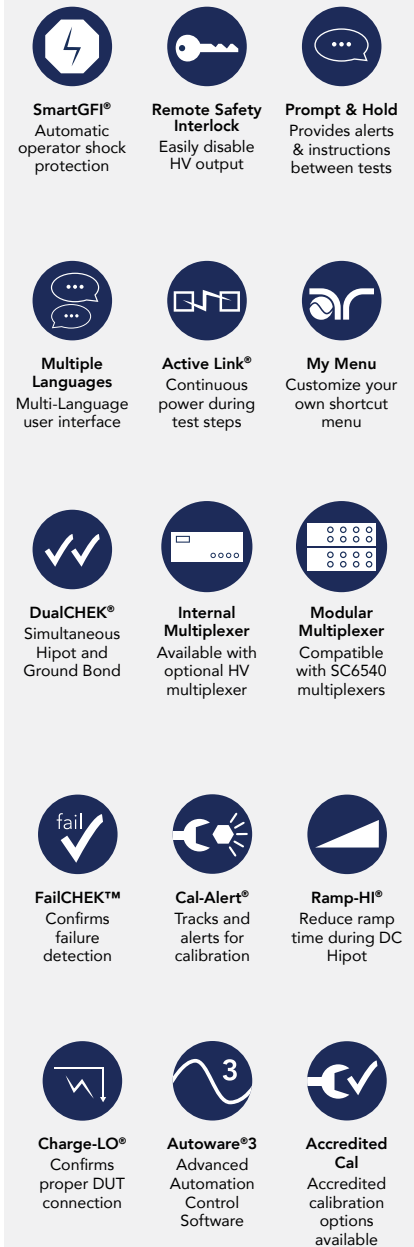 SmartGFI®
Automatic
operator shock
protection
Remote Safety
Interlock
Easily disable
HV output
Prompt & Hold
Provides alerts
& instructions
between tests
Multiple
Languages
Multi-Language
user interface
Active Link®
Continuous
power during
test steps
ar
My Menu
Customize your
own shortcut
menu
DualCHEK®
Simultaneous
Hipot and
Ground Bond
Internal
Multiplexer
Available with
optional HV
multiplexer
Modular
Multiplexer
Compatible
with SC6540
multiplexers
fail
FailCHEK™
Confirms
failure
detection
Cal-Alert®
Tracks and
alerts for
calibration
Ramp-HI®
Reduce ramp
time during DC
Hipot
Charge-LO®
Confirms
proper DUT
connection
3
Autoware®3
Advanced
Automation
Control
Software
Accredited
Cal
Accredited
calibration
options
available